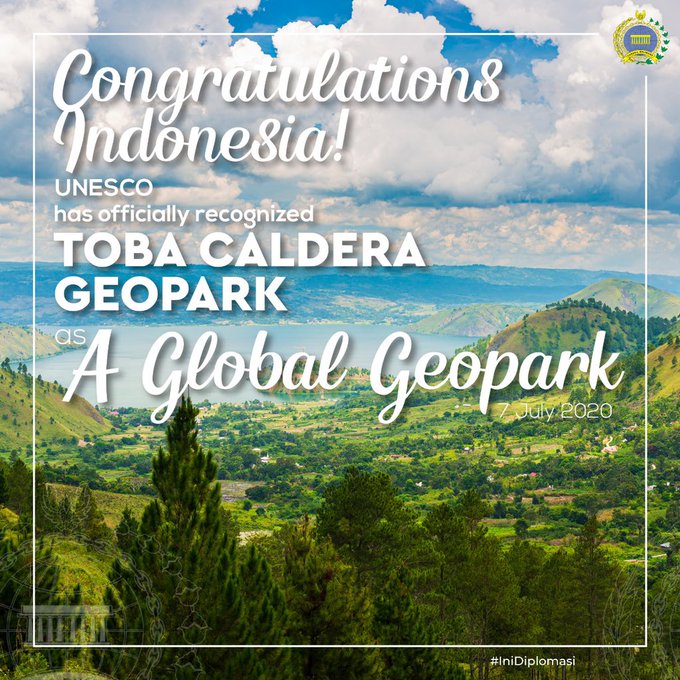 Congratulations
Indonesia!
UNESCO
has officially recognized
TOBA CALDERA
GEOPARK
as
A Global Geopark
7 July 2020
#IniDiplomasi